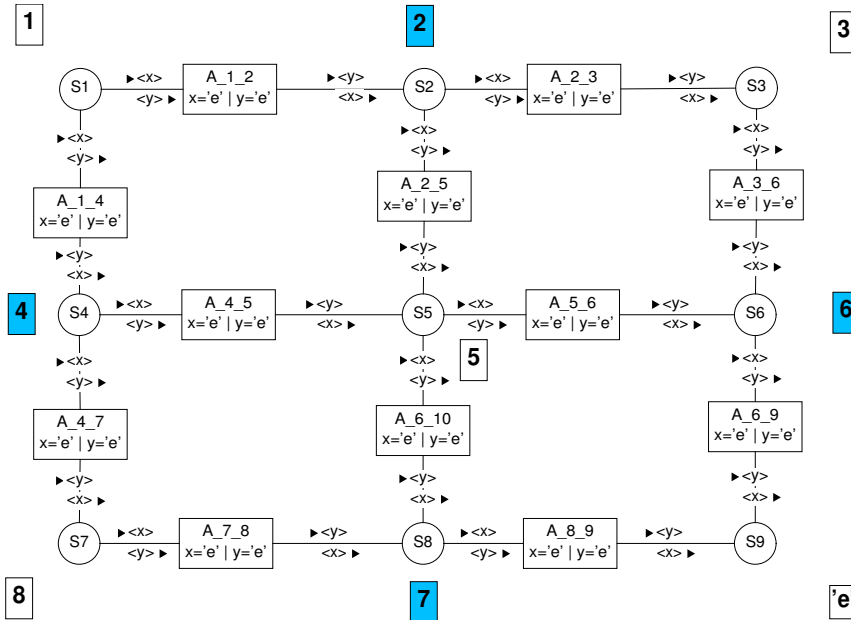 1
2
3
S1
▶<x>
<y>▶
A_1_2
x='e' | y='e'
▶<y>
<x>▶
S2
▶<x>
<y>▶
A_2_3
x='e' | y='e'
▶<y>
<x>▶
S3
▶<x>
<y>▶
A_1_4
x='e' | y='e'
▶<y>
<x>▶
▶<x>
<y>▶
A_2_5
x='e' | y='e'
▶<y>
<x>▶
▶<x>
<y>▶
A_3_6
x='e' | y='e'
▶<y>
<x>▶
4
S4
▶<x>
<y>▶
A_4_5
x='e' | y='e'
▶<y>
<x>▶
S5
▶<x>
<y>▶
A_5_6
x='e' | y='e'
▶<y>
<x>▶
S6
6
5
▶<x>
<y>▶
A_4_7
x='e' | y='e'
▶<y>
<x>▶
▶<x>
<y>▶
A_6_10
x='e' | y='e'
▶<y>
<x>▶
▶<x>
<y>▶
A_6_9
x='e' | y='e'
▶<y>
<x>▶
S7
▶<x>
<y>▶
A_7_8
x='e' | y='e'
▶<y>
<x>▶
S8
▶<x>
<y>▶
A_8_9
x='e' | y='e'
▶<y>
<x>▶
S9
8
7
'e